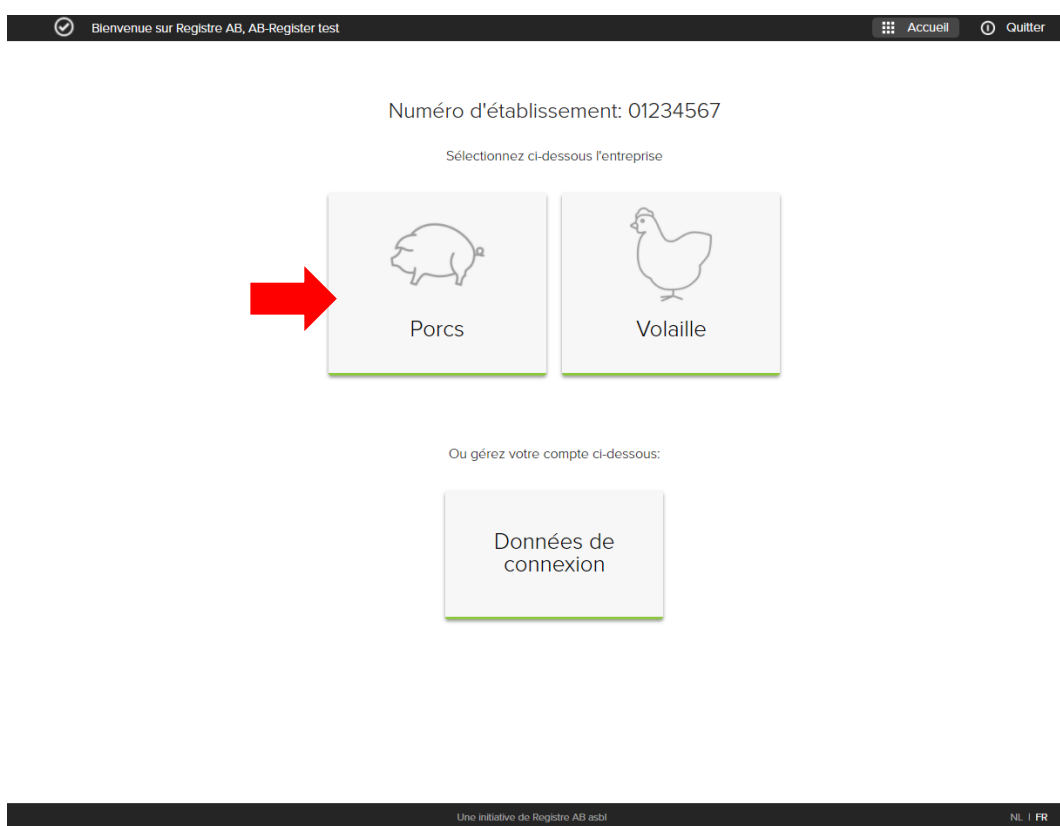 Bienvenue sur Registre AB, AB-Register test
Accueil
Quitter
Numéro d'établissement: 01234567
Sélectionnez ci-dessous l'entreprise
Porcs
Volaille
Ou gérez votre compte ci-dessous:
Données de
connexion
Une initiative de Registre AB asbl
NL | FR